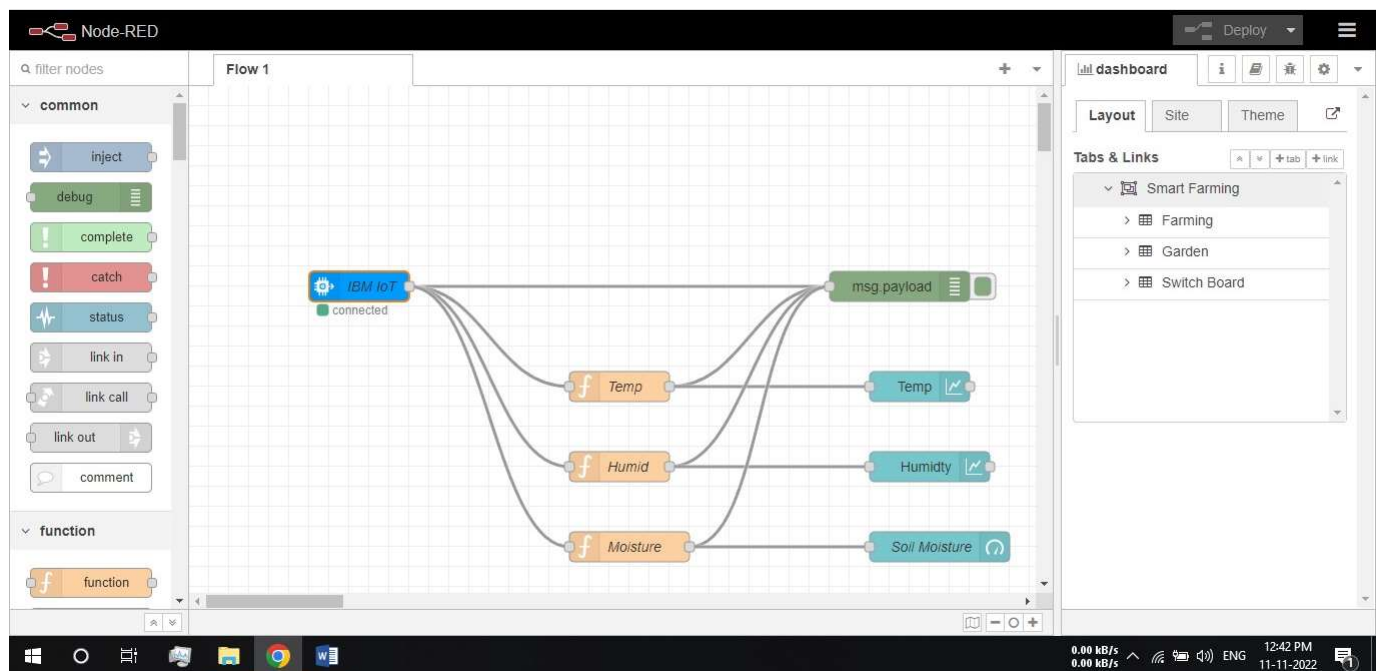 Node-RED
Deploy
filter nodes
Flow 1
dashboard
i
common
inject
debug
complete
catch
status
link in
link call
link out
comment
function
f function
IBM IoT
connected
msg.payload
f Temp
Temp
f Humid
Humidty
f Moisture
Soil Moisture
Layout
Site
Theme
Tabs & Links
+ tab
+ link
Smart Farming
Farming
Garden
Switch Board
0.00 kB/s
0.00 kB/s
ENG
12:42 PM
11-11-2022
1